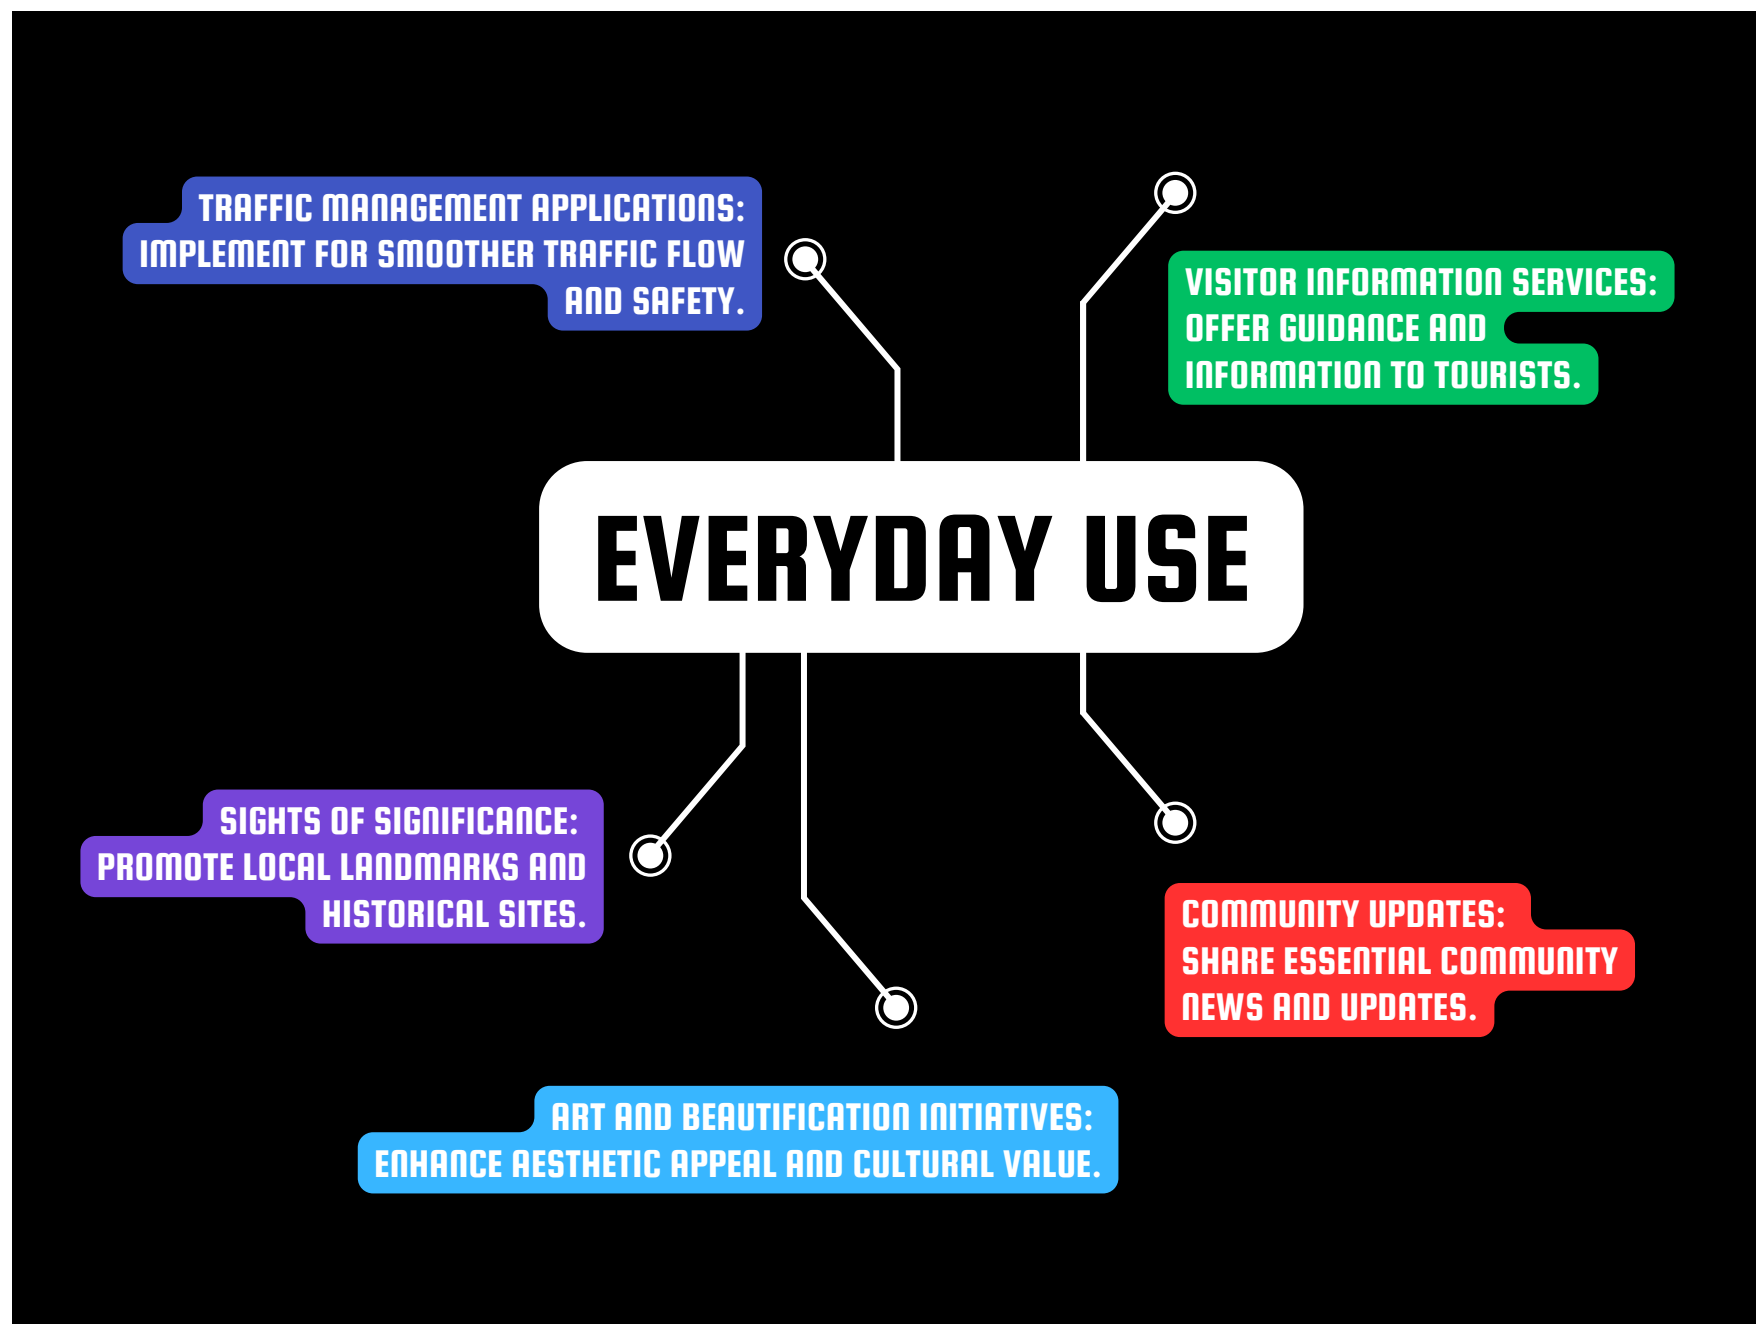 TRAFFIC MANAGEMENT APPLICATIONS:
IMPLEMENT FOR SMOOTHER TRAFFIC FLOW
AND SAFETY.
VISITOR INFORMATION SERVICES:
OFFER GUIDANCE AND
INFORMATION TO TOURISTS.
EVERYDAY USE
SIGHTS OF SIGNIFICANCE:
PROMOTE LOCAL LANDMARKS AND
HISTORICAL SITES.
COMMUNITY UPDATES:
SHARE ESSENTIAL COMMUNITY
NEWS AND UPDATES.
ART AND BEAUTIFICATION INITIATIVES:
ENHANCE AESTHETIC APPEAL AND CULTURAL VALUE.